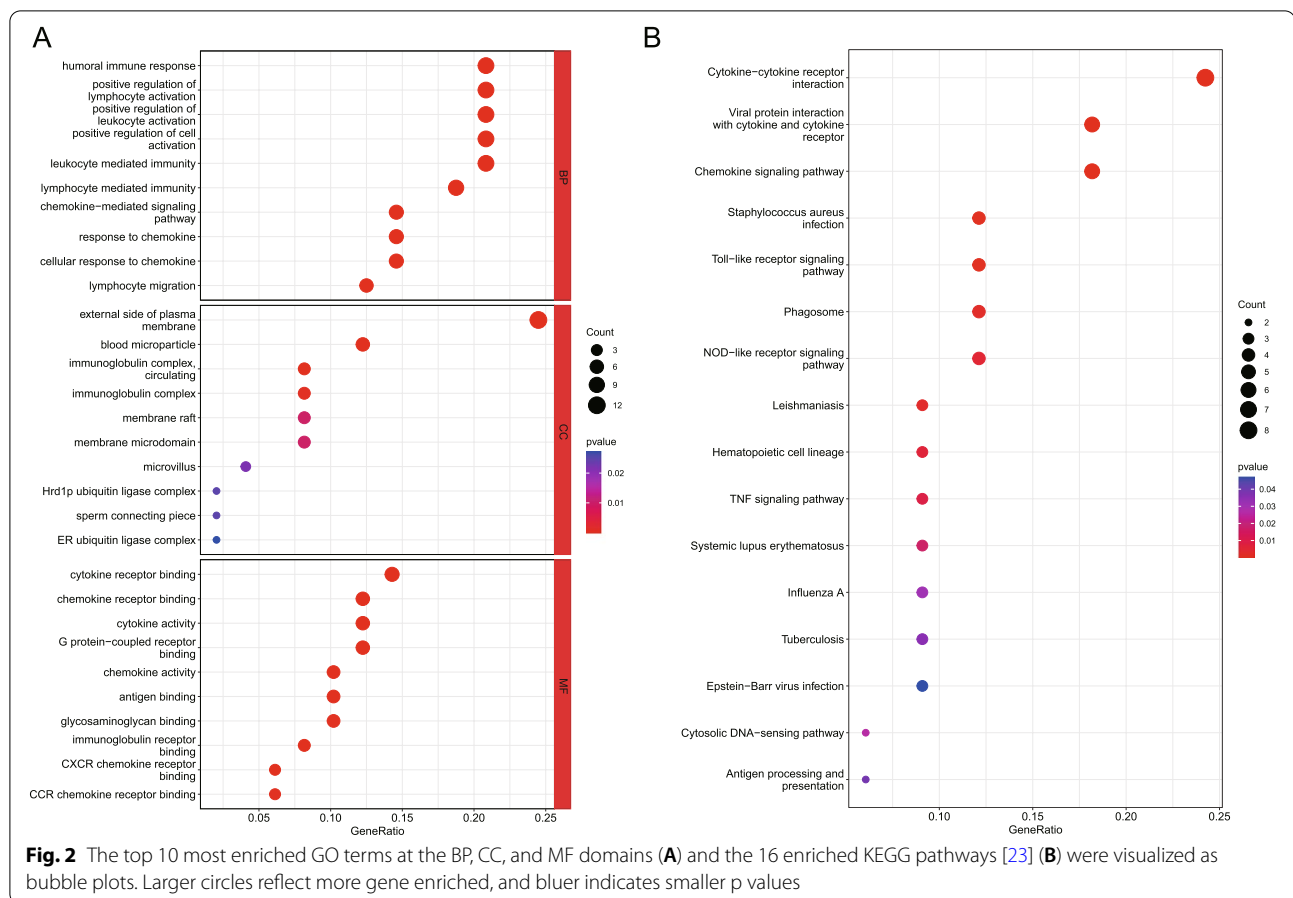 A
humoral immune response
positive regulation of
lymphocyte activation
positive regulation of
leukocyte activation
positive regulation of cell
activation
leukocyte mediated immunity
lymphocyte mediated immunity
chemokine−mediated signaling
pathway
response to chemokine
cellular response to chemokine
lymphocyte migration
BP
external side of plasma
membrane
blood microparticle
immunoglobulin complex,
circulating
immunoglobulin complex
membrane raft
membrane microdomain
microvillus
Hrd1p ubiquitin ligase complex
sperm connecting piece
ER ubiquitin ligase complex
CC
cytokine receptor binding
chemokine receptor binding
cytokine activity
G protein−coupled receptor
binding
chemokine activity
antigen binding
glycosaminoglycan binding
immunoglobulin receptor
binding
CXCR chemokine receptor
binding
CCR chemokine receptor binding
MF
0.05 0.10 0.15 0.20 0.25
GeneRatio
Count
3
6
9
12
pvalue
0.02
0.01
B
Cytokine−cytokine receptor
interaction
Viral protein interaction
with cytokine and cytokine
receptor
Chemokine signaling pathway
Staphylococcus aureus
infection
Toll−like receptor signaling
pathway
Phagosome
NOD−like receptor signaling
pathway
Leishmaniasis
Hematopoietic cell lineage
TNF signaling pathway
Systemic lupus erythematosus
Influenza A
Tuberculosis
Epstein−Barr virus infection
Cytosolic DNA−sensing pathway
Antigen processing and
presentation
0.10 0.15 0.20 0.25
GeneRatio
Count
2
3
4
5
6
7
8
pvalue
0.04
0.03
0.02
0.01
Fig. 2 The top 10 most enriched GO terms at the BP, CC, and MF domains (A) and the 16 enriched KEGG pathways [23] (B) were visualized as
bubble plots. Larger circles reflect more gene enriched, and bluer indicates smaller p values